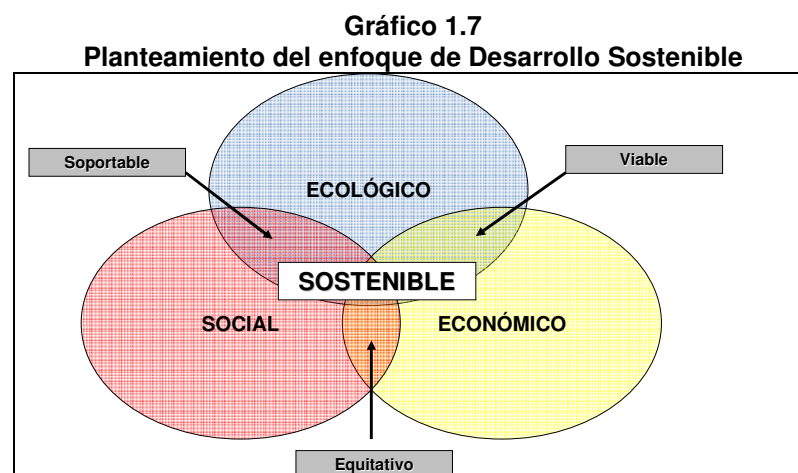 Gráfico 1.7
Planteamiento del enfoque de Desarrollo Sostenible
Soportable
Viable
ECOLÓGICO
SOSTENIBLE
SOCIAL
ECONÓMICO
Equitativo